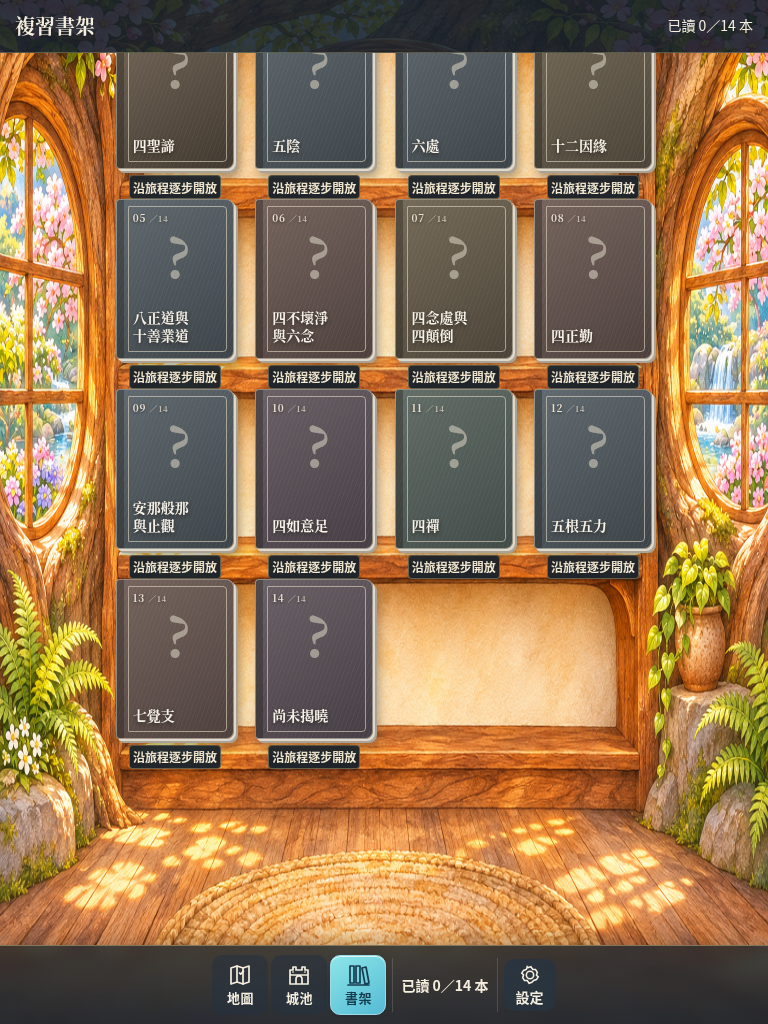 複習書架
已讀 0／14 本
四聖諦
五陰
六處
十二因緣
沿旅程逐步開放
沿旅程逐步開放
沿旅程逐步開放
沿旅程逐步開放
05 ／14
?
八正道與
十善業道
06 ／14
?
四不壞淨
與六念
07 ／14
?
四念處與
四顛倒
08 ／14
?
四正勤
沿旅程逐步開放
沿旅程逐步開放
沿旅程逐步開放
沿旅程逐步開放
09 ／14
?
安那般那
與止觀
10 ／14
?
四如意足
11 ／14
?
四禪
12 ／14
?
五根五力
沿旅程逐步開放
沿旅程逐步開放
沿旅程逐步開放
沿旅程逐步開放
13 ／14
?
七覺支
14 ／14
?
尚未揭曉
沿旅程逐步開放
沿旅程逐步開放
地圖
城池
書架
已讀 0／14 本
設定